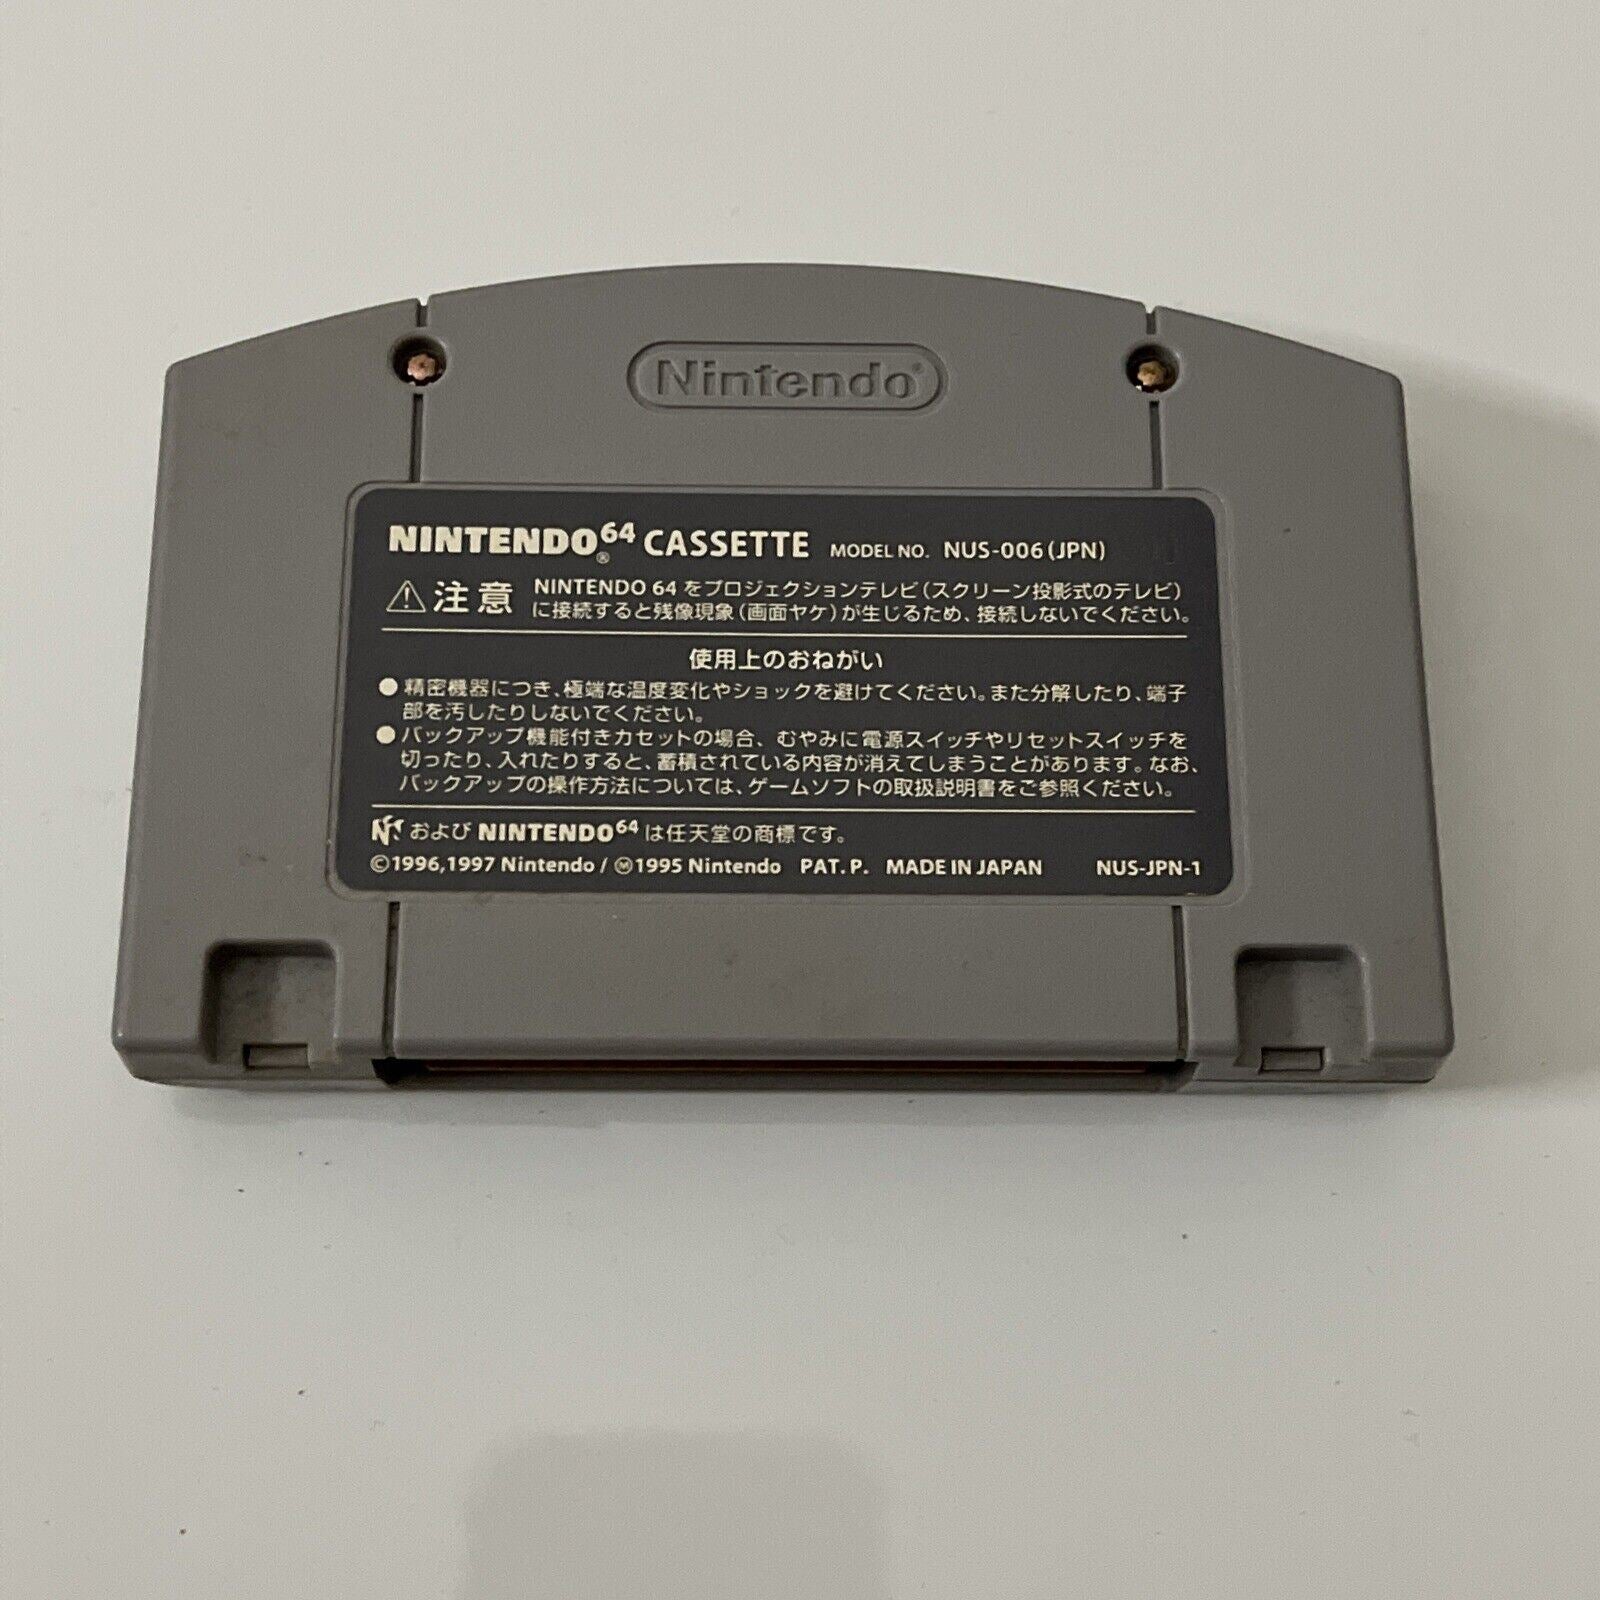 Nintendo®
NINTENDO64® CASSETTE MODEL NO. NUS-006(JPN)
⚠注意 NINTENDO 64をプロジェクションテレビ(スクリーン投影式のテレビ)
に接続すると残像現象(画面ヤケ)が生じるため、接続しないでください。
使用上のおねがい
●精密機器につき、極端な温度変化やショックを避けてください。また分解したり、端子
部を汚したりしないでください。
●バックアップ機能付きカセットの場合、むやみに電源スイッチやリセットスイッチを
切ったり、入れたりすると、蓄積されている内容が消えてしまうことがあります。なお、
バックアップの操作方法については、ゲームソフトの取扱説明書をご参照ください。
および NINTENDO64 は任天堂の商標です。
©1996,1997 Nintendo / Ⓜ1995 Nintendo PAT. P. MADE IN JAPAN NUS-JPN-1